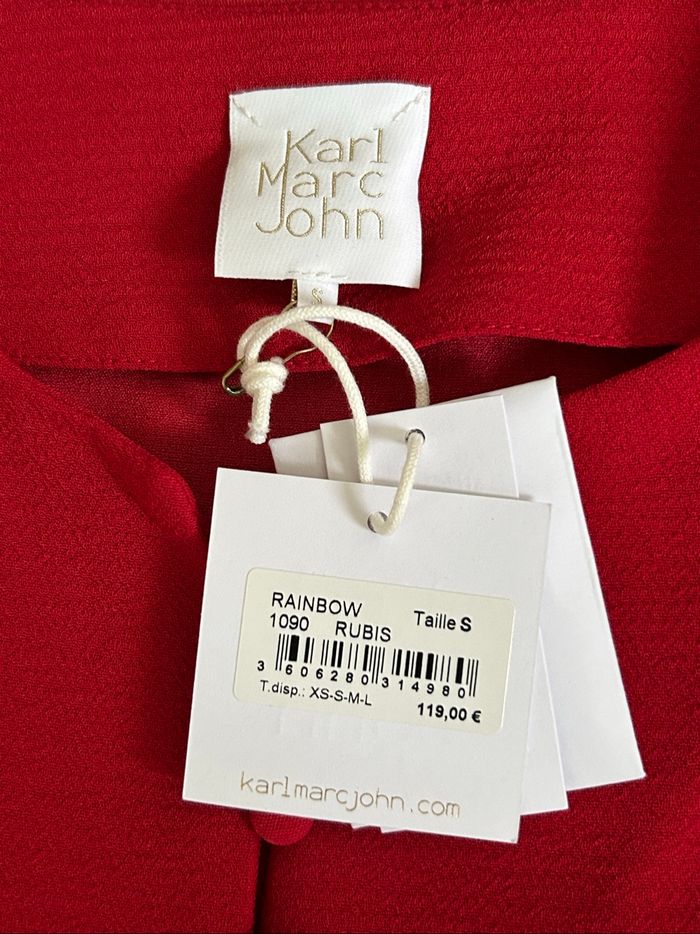 Karl
Marc
John
S
RAINBOW Taille S
1090 RUBIS
3 606280 314980
T.disp.: XS-S-M-L
119,00 €
karlmarcjohn.com